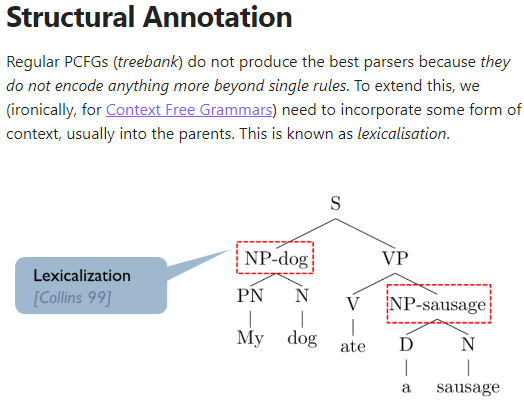 Structural Annotation
Regular PCFGs (treebank) do not produce the best parsers because they
do not encode anything more beyond single rules. To extend this, we
(ironically, for Context Free Grammars) need to incorporate some form of
context, usually into the parents. This is known as lexicalisation.
S
NP-dog VP
Lexicalization
[Collins 99]
PN N V NP-sausage
My dog ate D N
a sausage